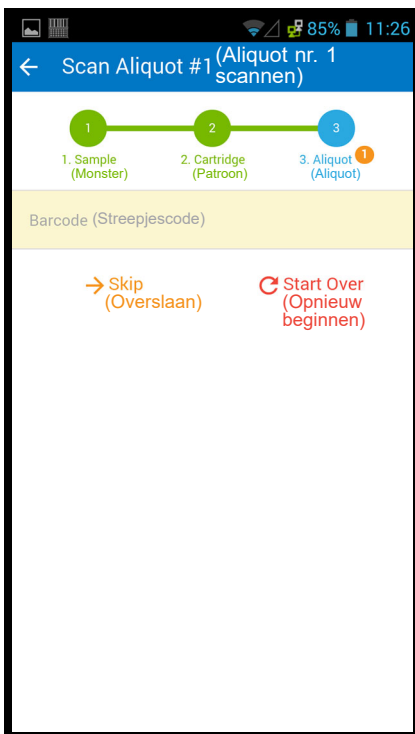 85% 11:26
Scan Aliquot #1 (Aliquot nr. 1
scannen)
1 2 3
1. Sample 2. Cartridge 3. Aliquot 1
(Monster) (Patroon) (Aliquot)
Barcode (Streepjescode)
Skip Start Over
(Overslaan) (Opnieuw
beginnen)